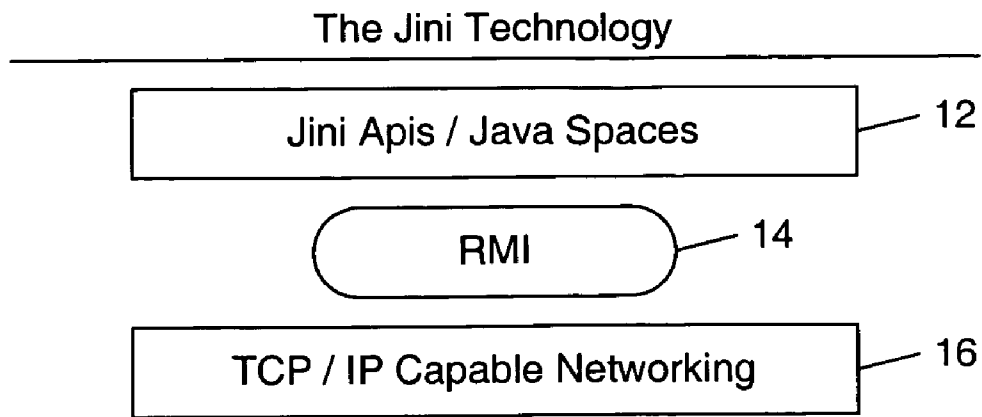 The Jini Technology
Jini Apis / Java Spaces
12
RMI
14
TCP / IP Capable Networking
16